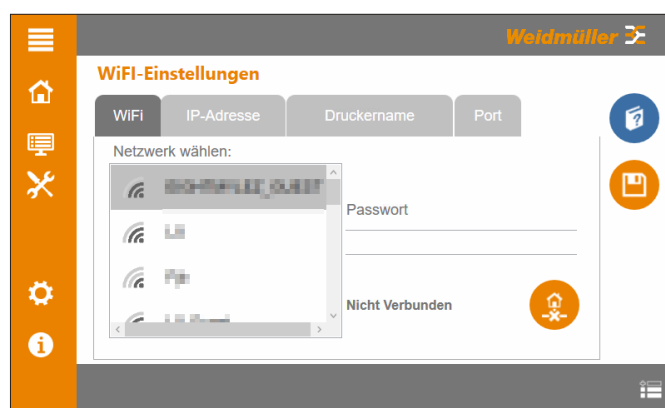 Weidmüller
WiFI-Einstellungen
WiFi
IP-Adresse
Druckername
Port
Netzwerk wählen:
Passwort
Nicht Verbunden